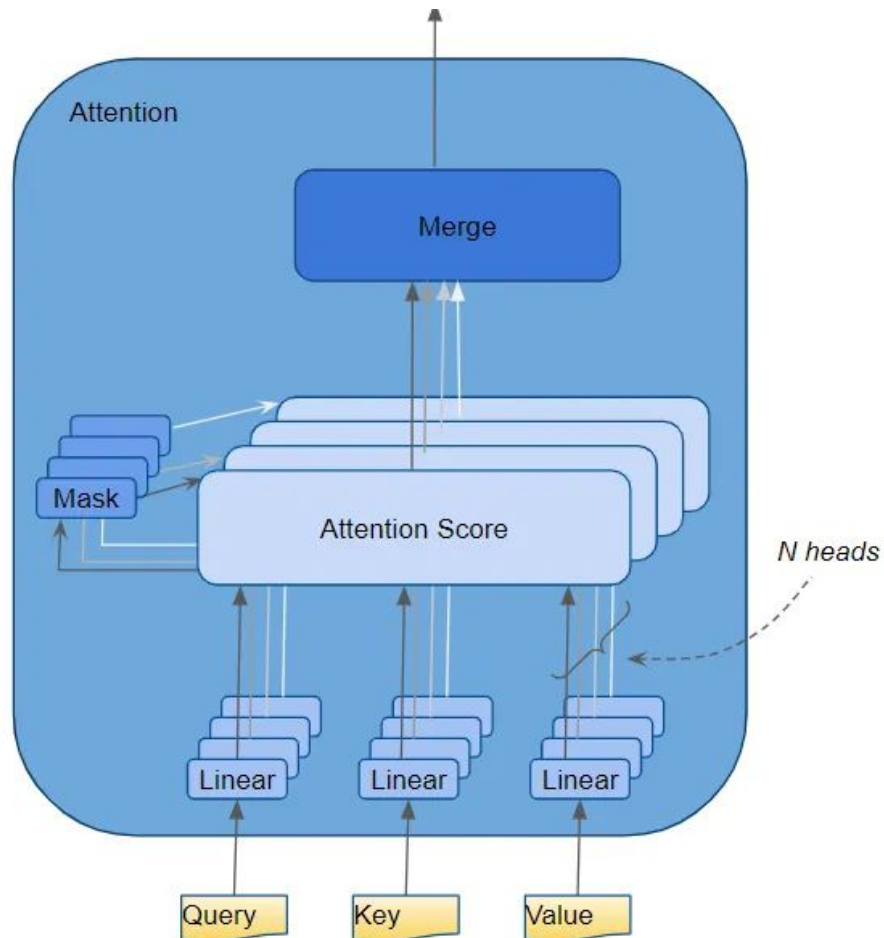 Attention
Merge
Mask
Attention Score
N heads
Linear
Linear
Linear
Query
Key
Value